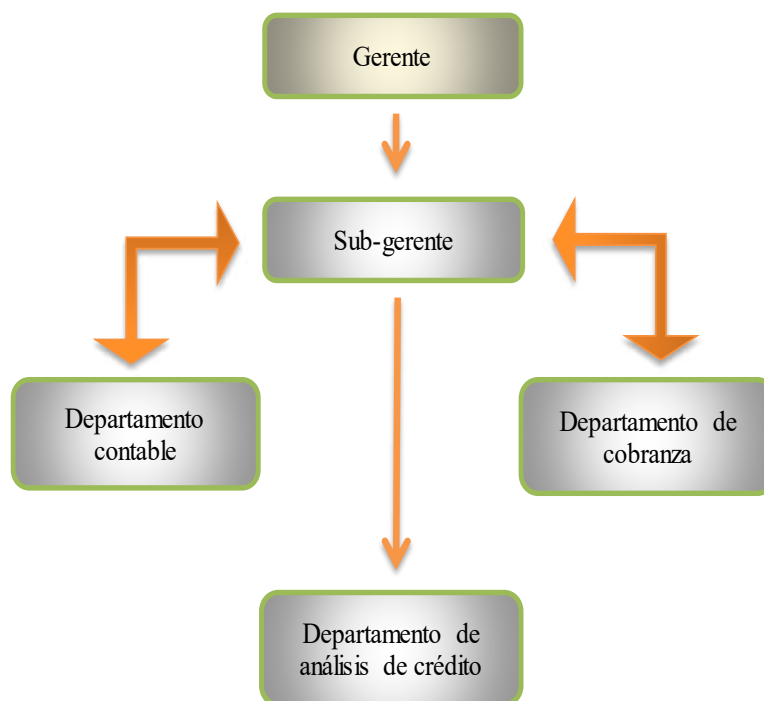 Gerente
Sub-gerente
Departamento
contable
Departamento de
cobranza
Departamento de
análisis de crédito